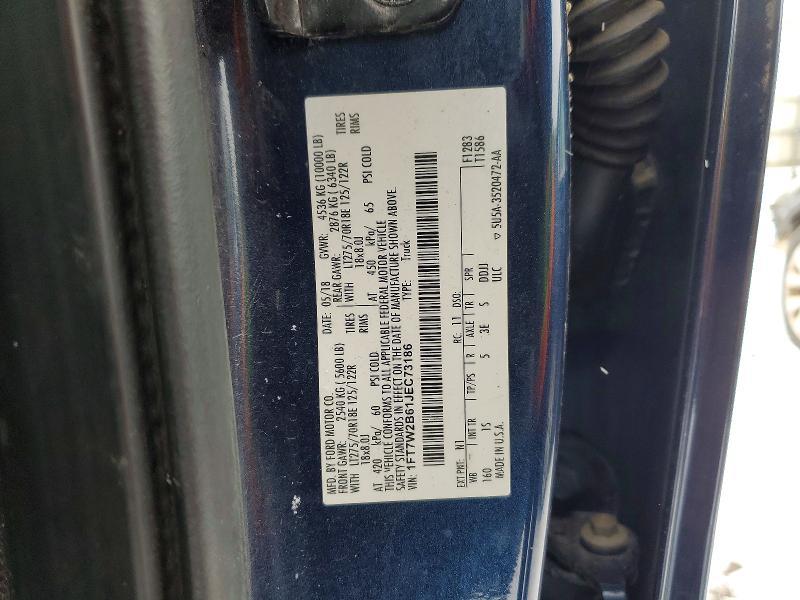 MFD. BY FORD MOTOR CO. DATE: 05/18 GVWR: 4536 KG (10000 LB)
FRONT GAWR: 2540 KG ( 5600 LB) REAR GAWR: 2876 KG ( 6340 LB)
WITH LT275/70R18E 125/122R TIRES WITH LT275/70R18E 125/122R TIRES
18x8.0J RIMS 18x8.0J RIMS
AT 420 kPa/ 60 PSI COLD AT 450 kPa/ 65 PSI COLD
THIS VEHICLE CONFORMS TO ALL APPLICABLE FEDERAL MOTOR VEHICLE
SAFETY STANDARDS IN EFFECT ON THE DATE OF MANUFACTURE SHOWN ABOVE.
VIN: 1FT7W2B61JEC73186 TYPE: Truck
F1283
T1586
EXT PNT: N1 RC: 11 DSO:
WB INT TR TP/PS R AXLE TR SPR
160 IS 5 3E S DDJJ
MADE IN U.S.A. ULC ▽ 5U5A-3520472-AA